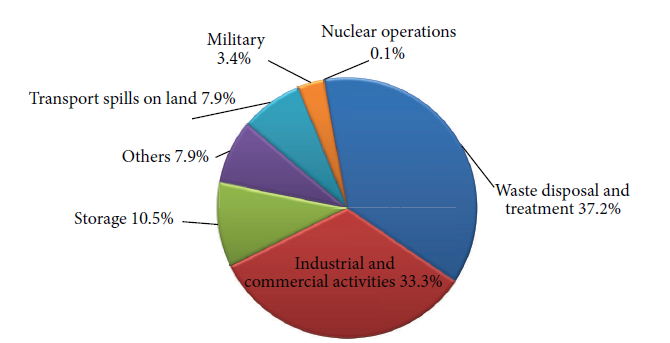 Nuclear operations
0.1%
Military
3.4%
Transport spills on land 7.9%
Others 7.9%
Storage 10.5%
Waste disposal and
treatment 37.2%
Industrial and
commercial activities 33.3%